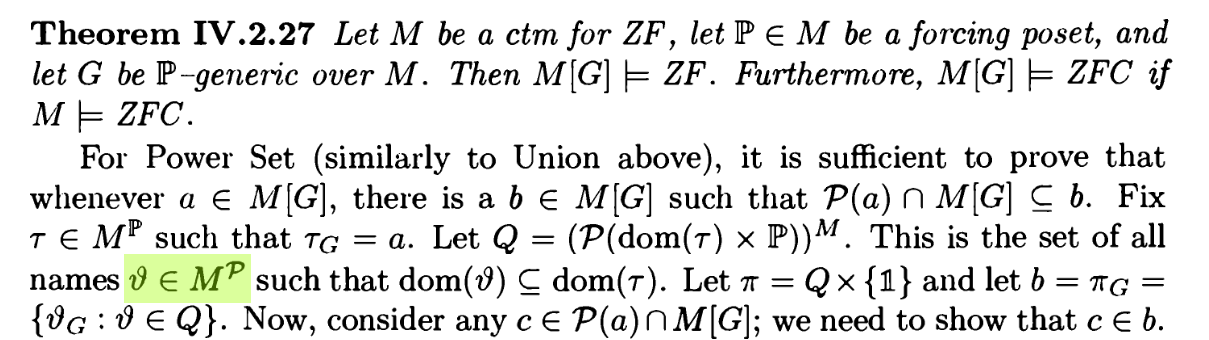 Theorem IV.2.27 Let M be a ctm for ZF, let ℙ ∈ M be a forcing poset, and
let G be ℙ-generic over M. Then M[G] ⊨ ZF. Furthermore, M[G] ⊨ ZFC if
M ⊨ ZFC.
For Power Set (similarly to Union above), it is sufficient to prove that
whenever a ∈ M[G], there is a b ∈ M[G] such that 𝒫(a) ∩ M[G] ⊆ b. Fix
τ ∈ M^ℙ such that τ_G = a. Let Q = (𝒫(dom(τ) × ℙ))^M. This is the set of all
names ϑ ∈ M^𝒫 such that dom(ϑ) ⊆ dom(τ). Let π = Q × {𝟙} and let b = π_G =
{ϑ_G : ϑ ∈ Q}. Now, consider any c ∈ 𝒫(a) ∩ M[G]; we need to show that c ∈ b.